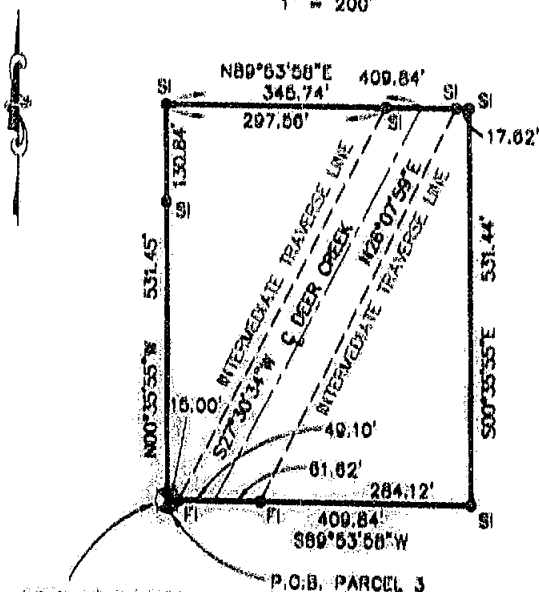 1" = 200'
N89°53'58"E
346.74'
409.84'
SI
SI
SI
SI
297.56'
17.62'
130.84'
SI
531.45'
N00°35'55"W
INTERMEDIATE TRAVERSE LINE
S27°30'34"W
℄ DEER CREEK
N26°07'59"E
INTERMEDIATE TRAVERSE LINE
531.44'
S00°35'55"E
15.00'
49.10'
61.62'
284.12'
FI
FI
SI
409.84'
S89°53'58"W
P.O.B. PARCEL 3